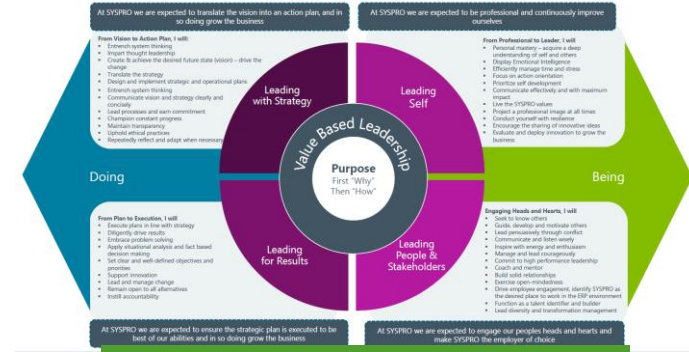 At SYSPRO we are expected to translate the vision into an action plan, and in
so doing grow the business
At SYSPRO we are expected to be professional and continuously improve
ourselves
From Vision to Action Plan, I will:
Entrench system thinking
Impart thought leadership
Create & achieve the desired future state (vision) – drive
the change
Translate the strategy
Design and implement strategic and operational plans
Entrench system thinking
Communicate vision and strategy clearly and
concisely
Lead processes and earn commitment
Champion constant progress
Maintain transparency
Uphold ethical practices
Repeatedly reflect and adapt when necessary
From Professional to Leader, I will
Personal mastery – acquire a deep
understanding of self and others
Display Emotional Intelligence
Efficiently manage time and stress
Focus on action orientation
Prioritize self development
Communicate effectively and with maximum
impact
Live the SYSPRO values
Project a professional image at all times
Conduct yourself with resilience
Encourage the sharing of innovative ideas
Evaluate and deploy innovation to grow the
business
Leading
with Strategy
Leading
Self
Value Based Leadership
Purpose
First "Why"
Then "How"
Doing
Being
Leading
for Results
Leading
People &
Stakeholders
From Plan to Execution, I will
Execute plans in line with strategy
Diligently drive results
Embrace problem solving
Apply situational analysis and fact based
decision making
Set clear and well-defined objectives and
priorities
Support innovation
Lead and manage change
Remain open to all alternatives
Instill accountability
Engaging Heads and Hearts, I will
Seek to know others
Guide, develop and motivate others
Lead persuasively through conflict
Communicate and listen wisely
Inspire with energy and enthusiasm
Manage and lead courageously
Commit to high performance leadership
Coach and mentor
Build solid relationships
Exercise open-mindedness
Drive employee engagement, identify SYSPRO as
the desired place to work in the ERP environment
Function as a talent identifier and builder
Lead diversity and transformation management
At SYSPRO we are expected to ensure the strategic plan is executed to be
best of our abilities and in so doing grow the business
At SYSPRO we are expected to engage our peoples heads and hearts and
make SYSPRO the employer of choice